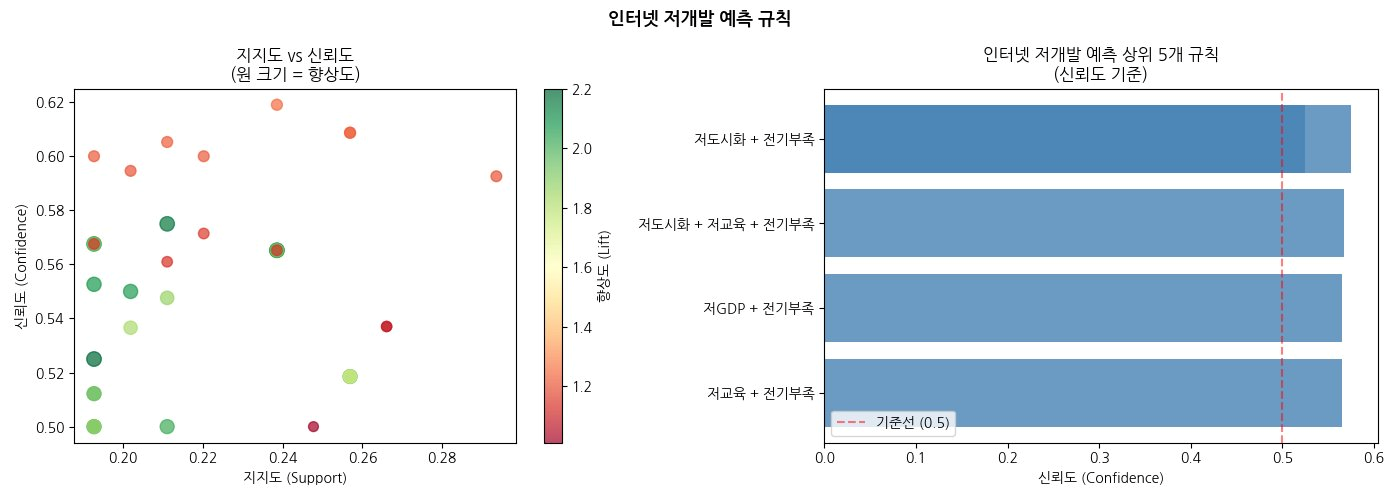 인터넷 저개발 예측 규칙
지지도 vs 신뢰도
(원 크기 = 향상도)
0.62
0.60
0.58
0.56
0.54
0.52
0.50
신뢰도 (Confidence)
0.20
0.22
0.24
0.26
0.28
지지도 (Support)
2.2
2.0
1.8
1.6
1.4
1.2
향상도 (Lift)
인터넷 저개발 예측 상위 5개 규칙
(신뢰도 기준)
저도시화 + 전기부족
저도시화 + 저교육 + 전기부족
저GDP + 전기부족
저교육 + 전기부족
기준선 (0.5)
0.0
0.1
0.2
0.3
0.4
0.5
0.6
신뢰도 (Confidence)